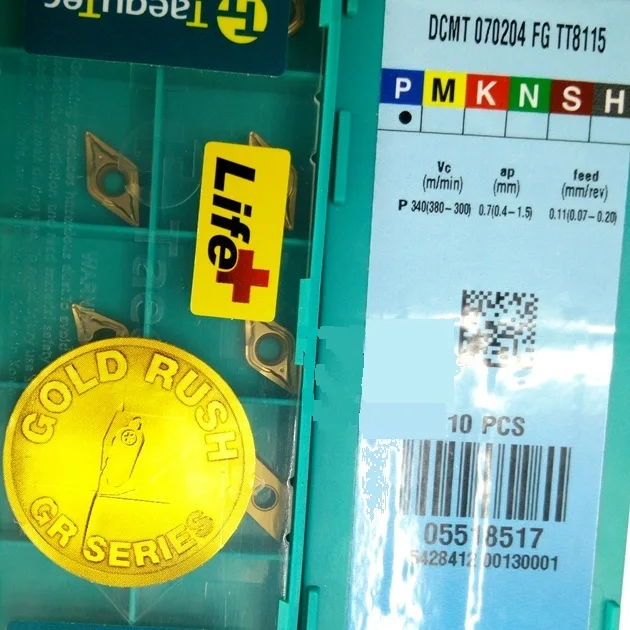 TaeguTec
DCMT 070204 FG TT8115
P M K N S H
Vc ap feed
(m/min) (mm) (mm/rev)
P 340(380-300) 0.7(0.4-1.5) 0.11(0.07-0.20)
Life+
GOLD RUSH
GR SERIES
10 PCS
05518517
5428412 00130001